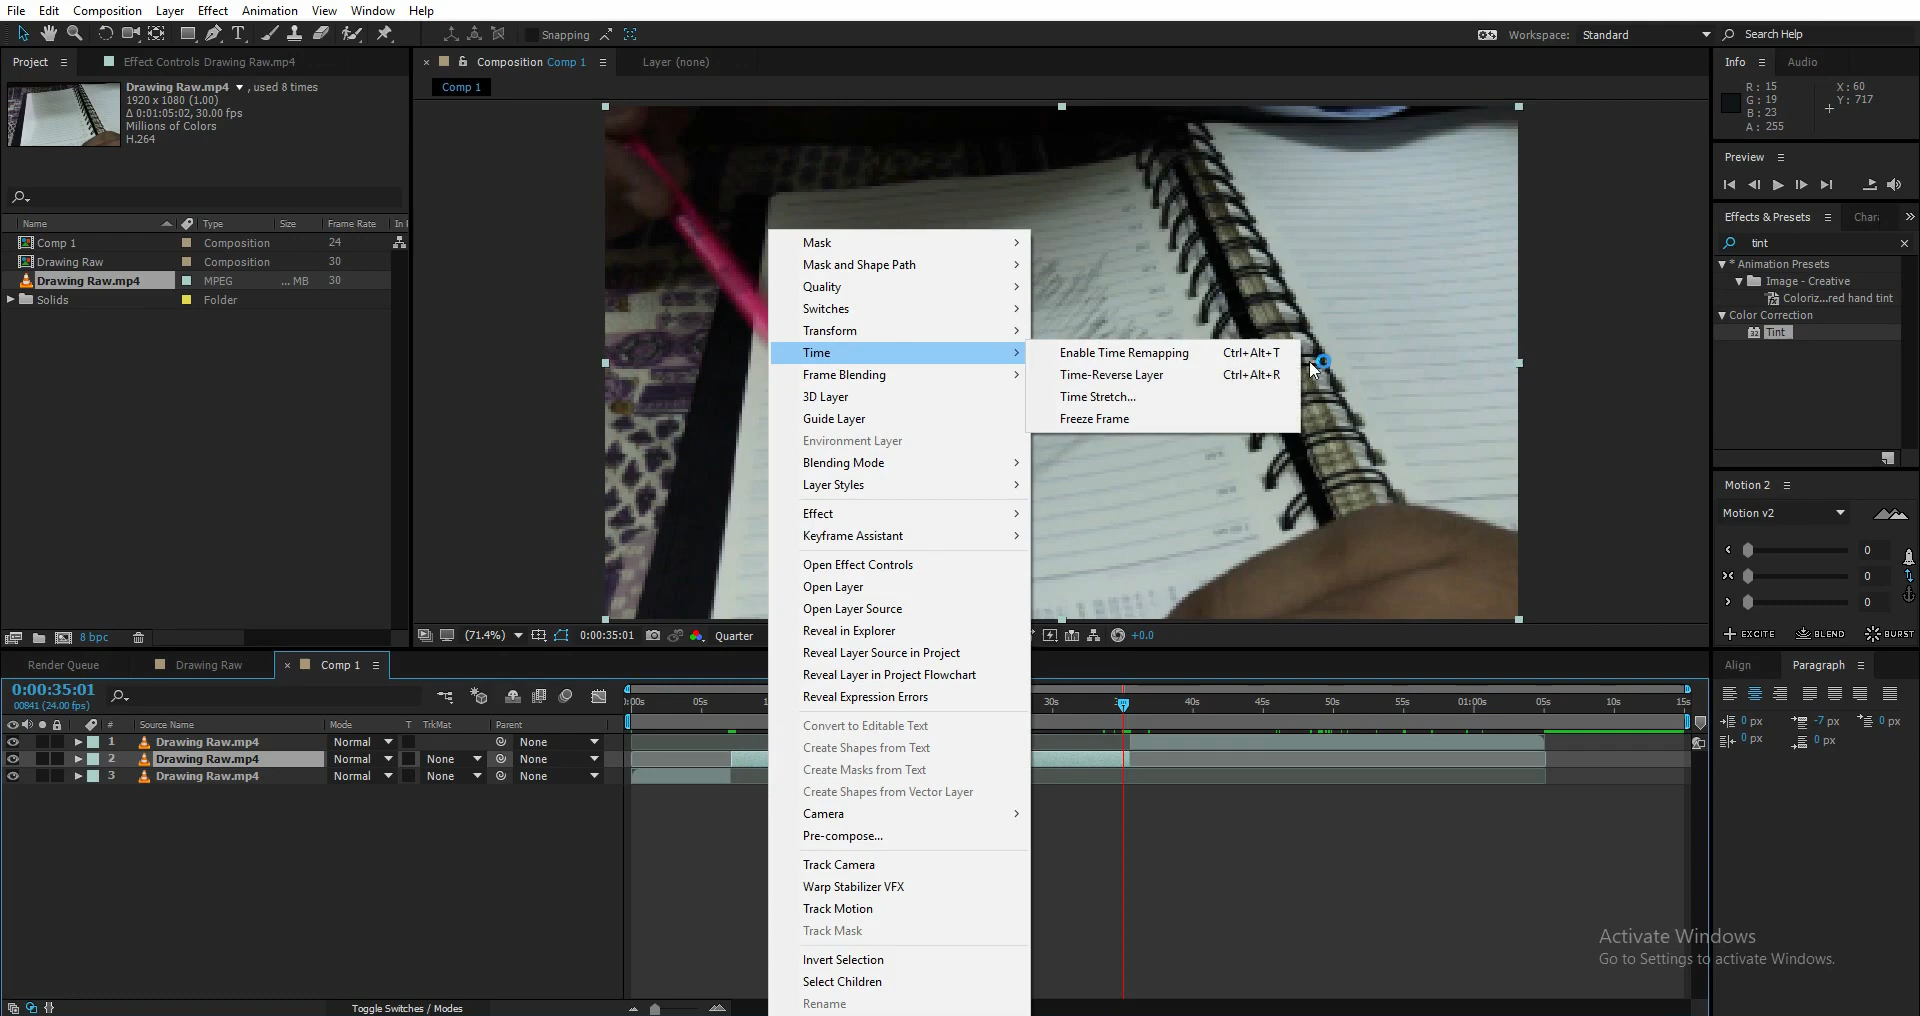 File Edit Composition Layer Effect Animation View Window Help
Snapping
Workspace: Standard
Search Help
Project
Effect Controls Drawing Raw.mp4
Composition Comp 1
Layer (none)
Comp 1
Drawing Raw.mp4 , used 8 times
1920 x 1080 (1.00)
Δ 0:01:05:02, 30.00 fps
Millions of Colors
H.264
Name Type Size Frame Rate In
Comp 1 Composition 24
Drawing Raw Composition 30
Drawing Raw.mp4 MPEG ... MB 30
Solids Folder
8 bpc
Mask
Mask and Shape Path
Quality
Switches
Transform
Time
Frame Blending
3D Layer
Guide Layer
Environment Layer
Blending Mode
Layer Styles
Effect
Keyframe Assistant
Open Effect Controls
Open Layer
Open Layer Source
Reveal in Explorer
Reveal Layer Source in Project
Reveal Layer in Project Flowchart
Reveal Expression Errors
Convert to Editable Text
Create Shapes from Text
Create Masks from Text
Create Shapes from Vector Layer
Camera
Pre-compose...
Track Camera
Warp Stabilizer VFX
Track Motion
Track Mask
Invert Selection
Select Children
Rename
Enable Time Remapping Ctrl+Alt+T
Time-Reverse Layer Ctrl+Alt+R
Time Stretch...
Freeze Frame
(71.4%) 0:00:35:01 Quarter
+0.0
Info Audio
R: 15 X: 60
G: 19 Y: 717
B: 23
A: 255
Preview
Effects & Presets
tint
* Animation Presets
Image - Creative
Coloriz...red hand tint
Color Correction
32 Tint
Motion 2
Motion v2
0
0
0
EXCITE BLEND BURST
Align Paragraph
0 px -7 px 0 px
0 px 0 px
Render Queue Drawing Raw Comp 1
0:00:35:01
00841 (24.00 fps)
# Source Name Mode T TrkMat Parent
1 Drawing Raw.mp4 Normal None
2 Drawing Raw.mp4 Normal None None
3 Drawing Raw.mp4 Normal None None
05s 30s 40s 45s 50s 55s 01:00s 05s 10s 15s
Toggle Switches / Modes
Activate Windows
Go to Settings to activate Windows.